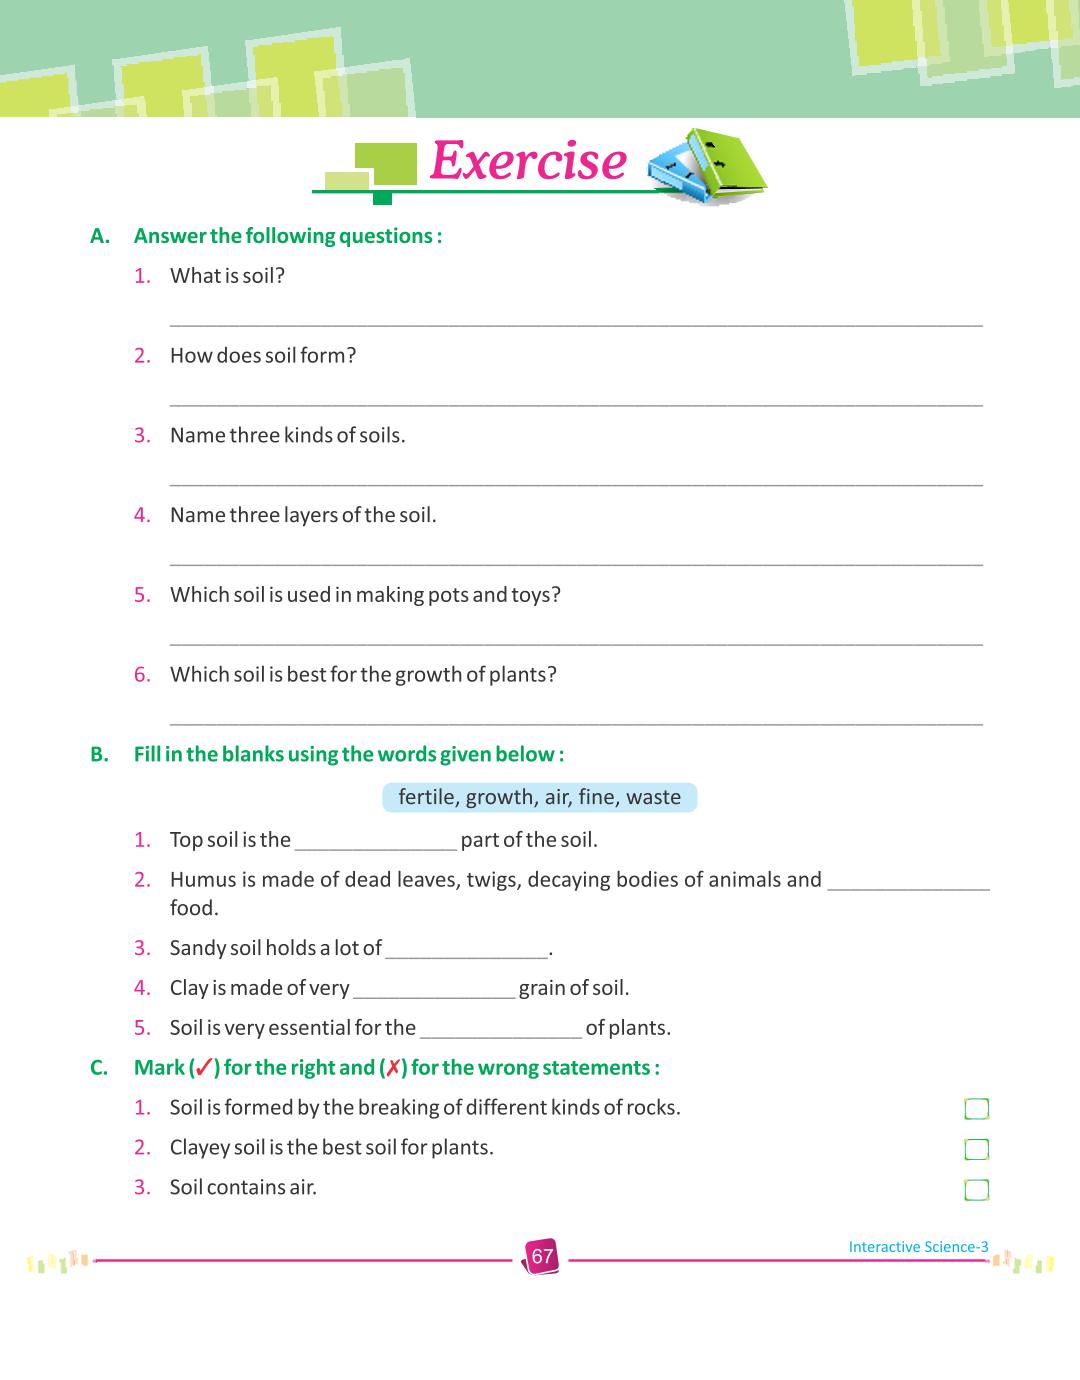 Exercise
A. Answer the following questions :
1. What is soil?
2. How does soil form?
3. Name three kinds of soils.
4. Name three layers of the soil.
5. Which soil is used in making pots and toys?
6. Which soil is best for the growth of plants?
B. Fill in the blanks using the words given below :
fertile, growth, air, fine, waste
1. Top soil is the ______________ part of the soil.
2. Humus is made of dead leaves, twigs, decaying bodies of animals and ______________
food.
3. Sandy soil holds a lot of ______________.
4. Clay is made of very ______________ grain of soil.
5. Soil is very essential for the ______________ of plants.
C. Mark (✓) for the right and (✗) for the wrong statements :
1. Soil is formed by the breaking of different kinds of rocks.
2. Clayey soil is the best soil for plants.
3. Soil contains air.
Interactive Science-3
67